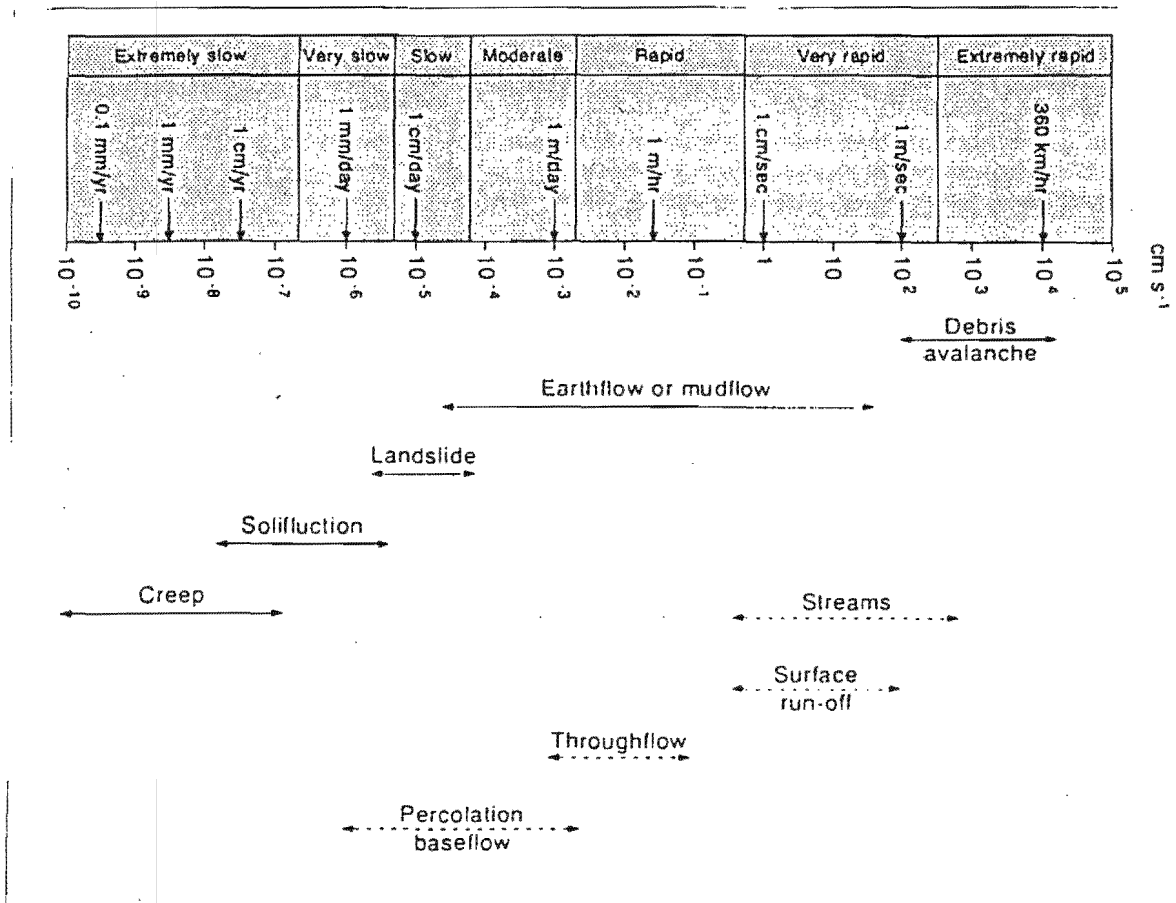 Extremely slow Very slow Slow Moderate Rapid Very rapid Extremely rapid
0.1 mm/yr 1 mm/yr 1 cm/yr 1 mm/day 1 cm/day 1 m/day 1 m/hr 1 cm/sec 1 m/sec 360 km/hr
10⁻¹⁰ 10⁻⁹ 10⁻⁸ 10⁻⁷ 10⁻⁶ 10⁻⁵ 10⁻⁴ 10⁻³ 10⁻² 10⁻¹ 1 10 10² 10³ 10⁴ 10⁵ cm s⁻¹
Debris
avalanche
Earthflow or mudflow
Landslide
Solifluction
Creep
Streams
Surface
run-off
Throughflow
Percolation
baseflow